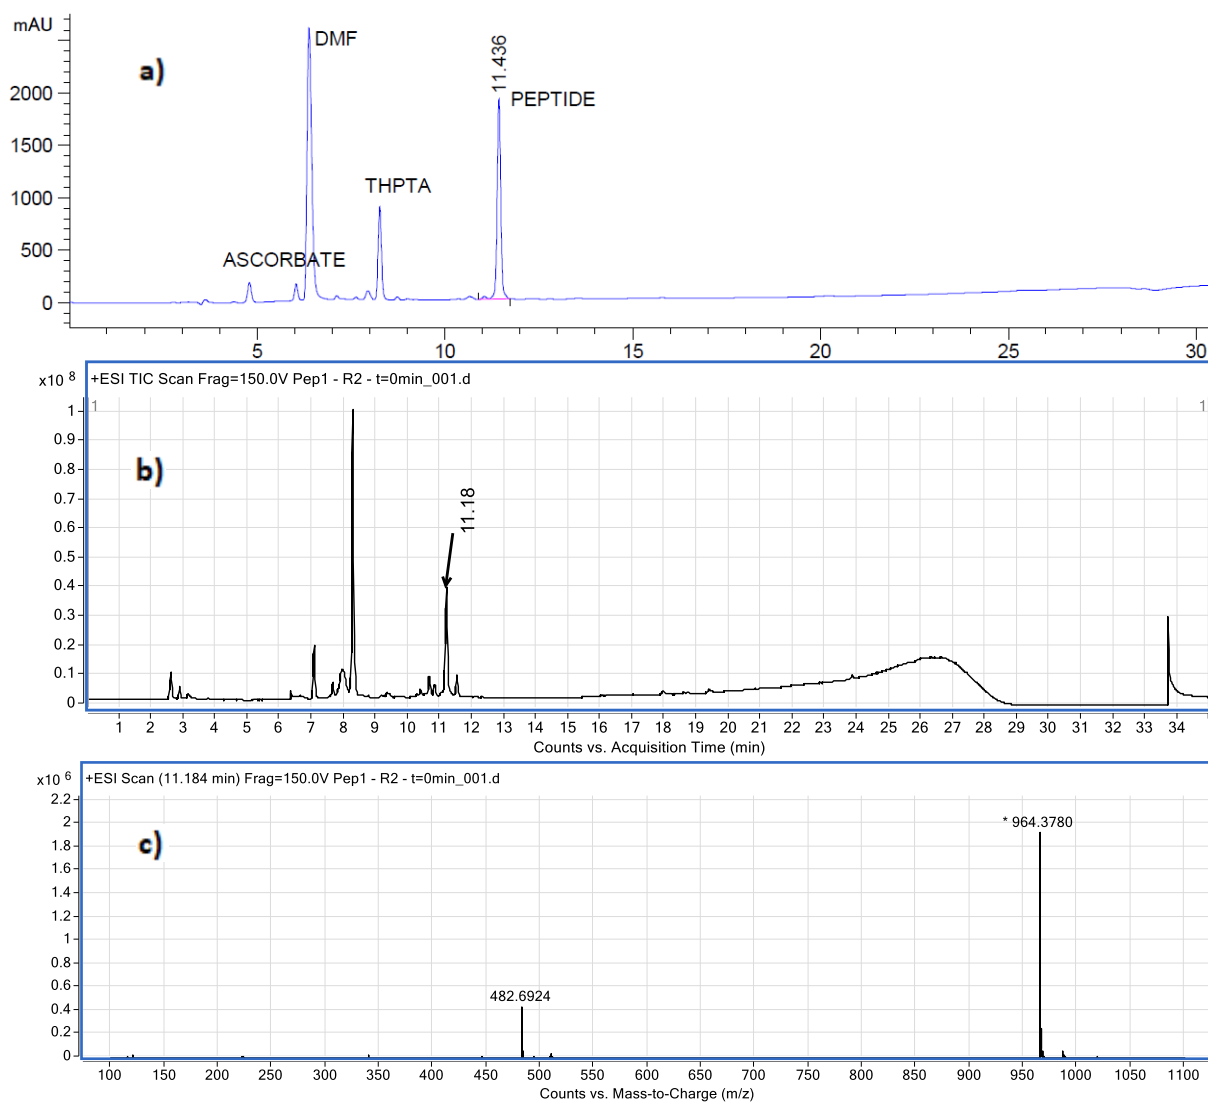 mAU
a)
DMF
11.436
PEPTIDE
2000
1500
THPTA
1000
500
ASCORBATE
0
5 10 15 20 25 30
x10 8
+ESI TIC Scan Frag=150.0V Pep1 - R2 - t=0min_001.d
1 1
1
0.9
0.8
b)
0.7
11.18
0.6
0.5
0.4
0.3
0.2
0.1
0
1 2 3 4 5 6 7 8 9 10 11 12 13 14 15 16 17 18 19 20 21 22 23 24 25 26 27 28 29 30 31 32 33 34
Counts vs. Acquisition Time (min)
x10 6
+ESI Scan (11.184 min) Frag=150.0V Pep1 - R2 - t=0min_001.d
2.2
2
* 964.3780
1.8
c)
1.6
1.4
1.2
1
0.8
0.6
482.6924
0.4
0.2
0
100 150 200 250 300 350 400 450 500 550 600 650 700 750 800 850 900 950 1000 1050 1100
Counts vs. Mass-to-Charge (m/z)